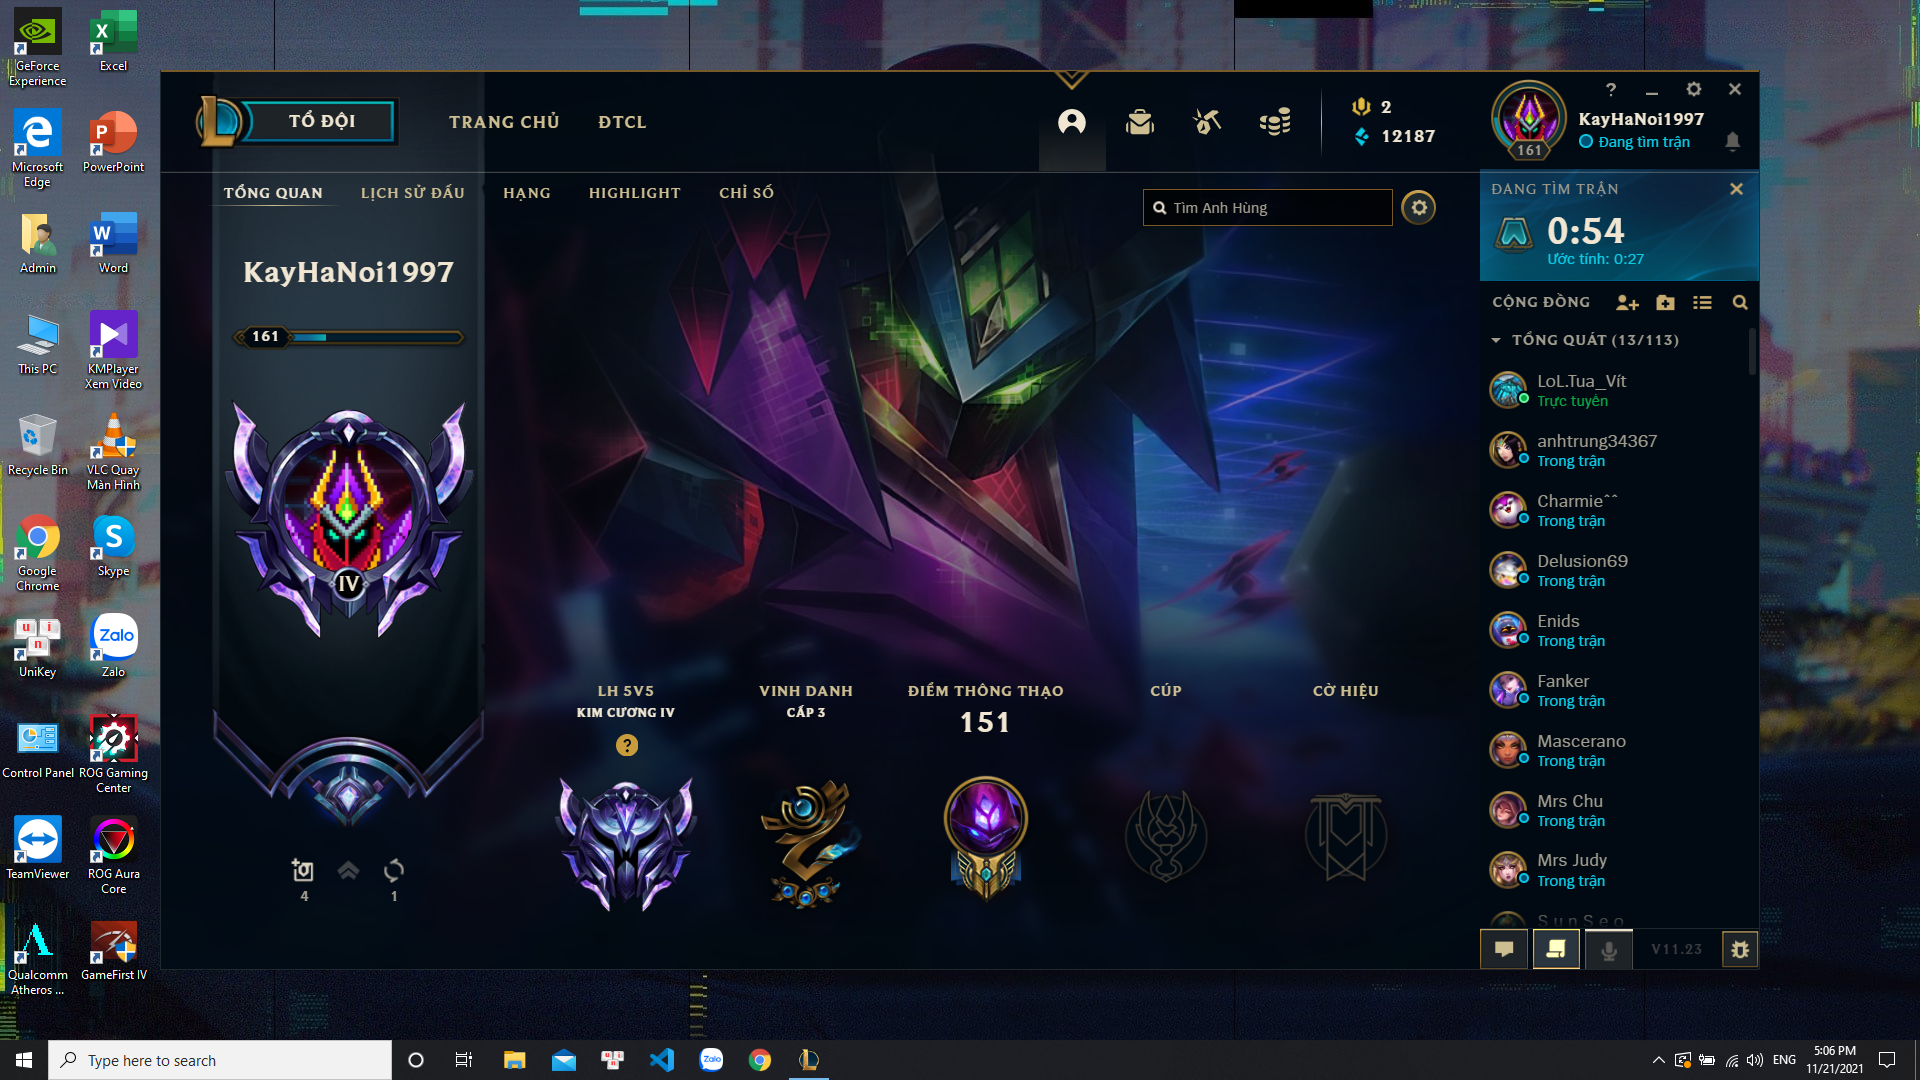 GeForce
Experience
Excel
Microsoft
Edge
PowerPoint
Admin
Word
This PC
KMPlayer
Xem Video
Recycle Bin
VLC Quay
Màn Hình
Google
Chrome
Skype
UniKey
Zalo
Control Panel
ROG Gaming
Center
TeamViewer
ROG Aura
Core
Qualcomm
Atheros ...
GameFirst IV
TỔ ĐỘI
TRANG CHỦ
ĐTCL
2
12187
161
KayHaNoi1997
Đang tìm trận
TỔNG QUAN
LỊCH SỬ ĐẤU
HẠNG
HIGHLIGHT
CHỈ SỐ
Tìm Anh Hùng
KayHaNoi1997
161
IV
4
1
LH 5V5
KIM CƯƠNG IV
?
VINH DANH
CẤP 3
ĐIỂM THÔNG THẠO
151
CÚP
CỜ HIỆU
ĐANG TÌM TRẬN
0:54
Ước tính: 0:27
CỘNG ĐỒNG
TỔNG QUÁT (13/113)
LoL.Tua_Vít
Trực tuyến
anhtrung34367
Trong trận
Charmie^^
Trong trận
Delusion69
Trong trận
Enids
Trong trận
Fanker
Trong trận
Mascerano
Trong trận
Mrs Chu
Trong trận
Mrs Judy
Trong trận
S u n S e o
V11.23
Type here to search
ENG
5:06 PM
11/21/2021